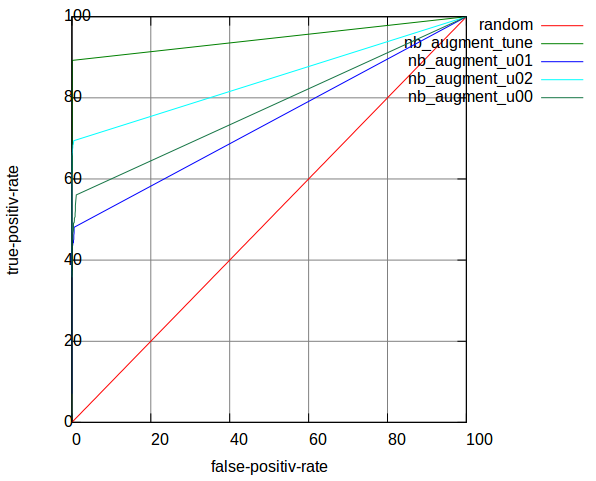 100
80
60
40
20
0
0 20 40 60 80 100
true-positiv-rate
false-positiv-rate
random
nb_augment_tune
nb_augment_u01
nb_augment_u02
nb_augment_u00